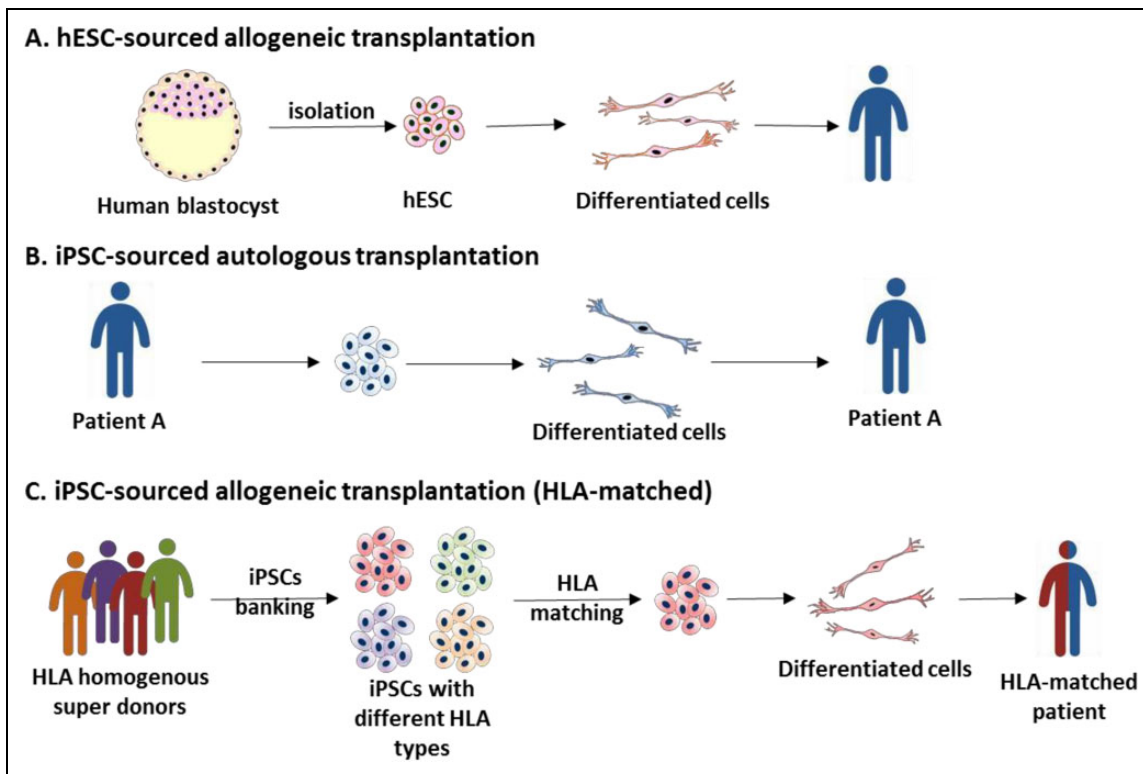 A. hESC-sourced allogeneic transplantation
isolation
Human blastocyst
hESC
Differentiated cells
B. iPSC-sourced autologous transplantation
Patient A
Differentiated cells
Patient A
C. iPSC-sourced allogeneic transplantation (HLA-matched)
iPSCs
banking
HLA
matching
HLA homogenous
super donors
iPSCs with
different HLA
types
Differentiated cells
HLA-matched
patient